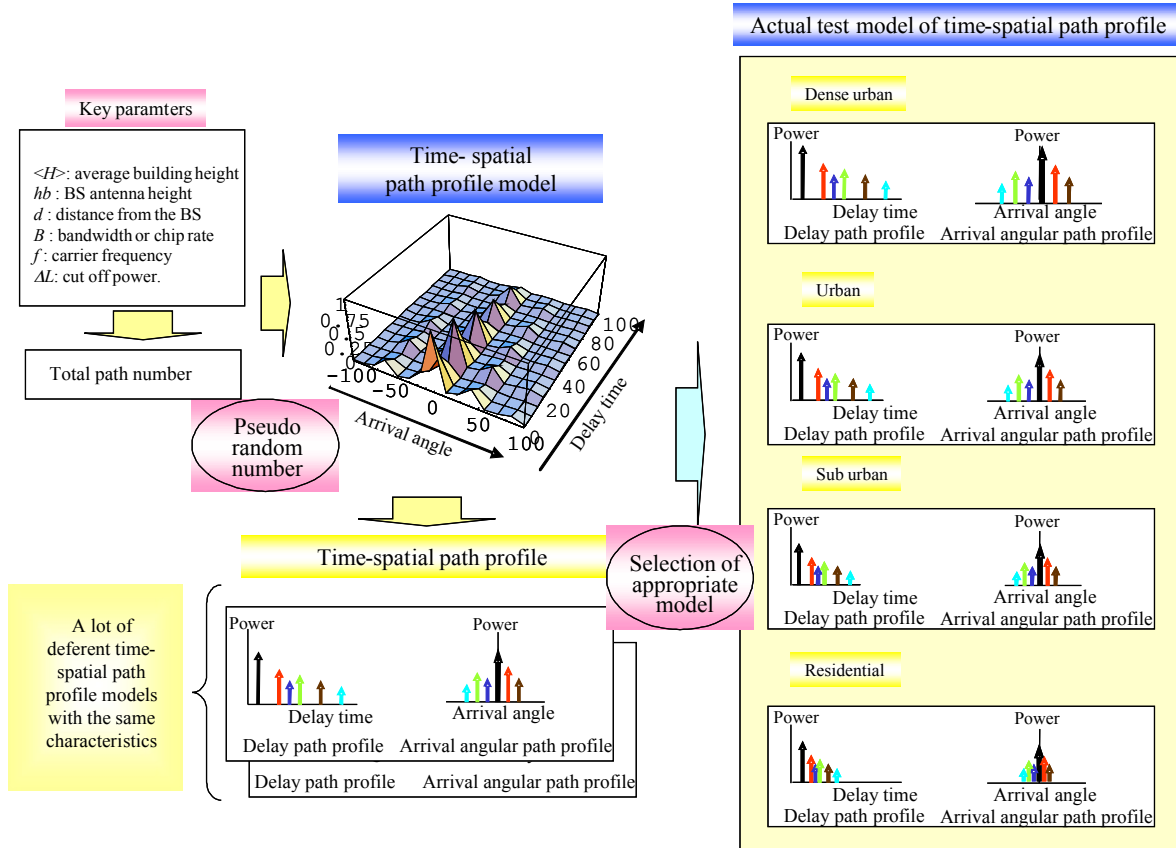 Actual test model of time-spatial path profile
Key paramters
<H>: average building height
hb : BS antenna height
d : distance from the BS
B : bandwidth or chip rate
f : carrier frequency
ΔL: cut off power.
Total path number
Pseudo
random
number
Time- spatial
path profile model
1
0.75
0.5
0.25
0
-100
-50
0
50
100
Arrival angle
0
20
40
60
80
100
Delay time
Time-spatial path profile
A lot of
deferent time-
spatial path
profile models
with the same
characteristics
Power
Delay time
Delay path profile
Power
Arrival angle
Arrival angular path profile
Delay path profile
Arrival angular path profile
Selection of
appropriate
model
Dense urban
Power
Delay time
Delay path profile
Power
Arrival angle
Arrival angular path profile
Urban
Power
Delay time
Delay path profile
Power
Arrival angle
Arrival angular path profile
Sub urban
Power
Delay time
Delay path profile
Power
Arrival angle
Arrival angular path profile
Residential
Power
Delay time
Delay path profile
Power
Arrival angle
Arrival angular path profile